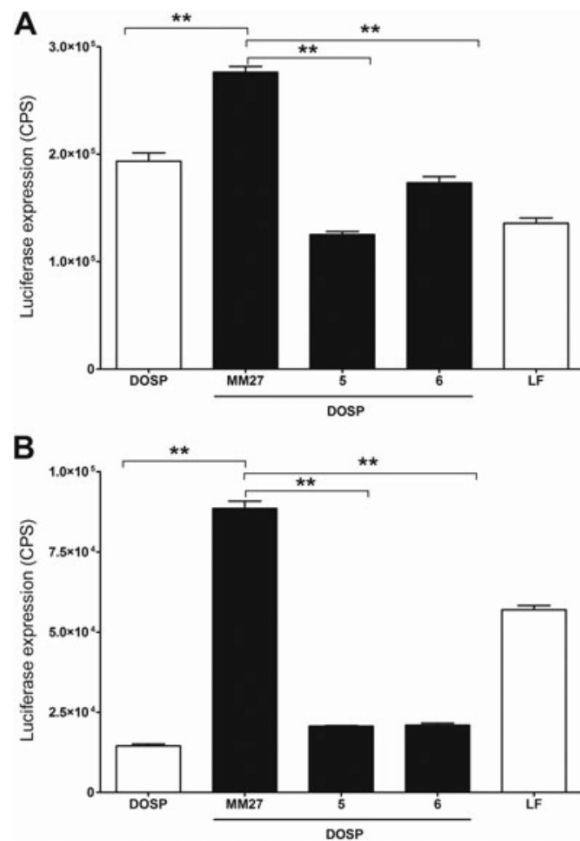 A
**
**
**
Luciferase expression (CPS)
3.0×10⁵
2.0×10⁵
1.0×10⁵
0
DOSP MM27 5 6 LF
DOSP
B
**
**
**
Luciferase expression (CPS)
1.0×10⁵
7.5×10⁴
5.0×10⁴
2.5×10⁴
0
DOSP MM27 5 6 LF
DOSP